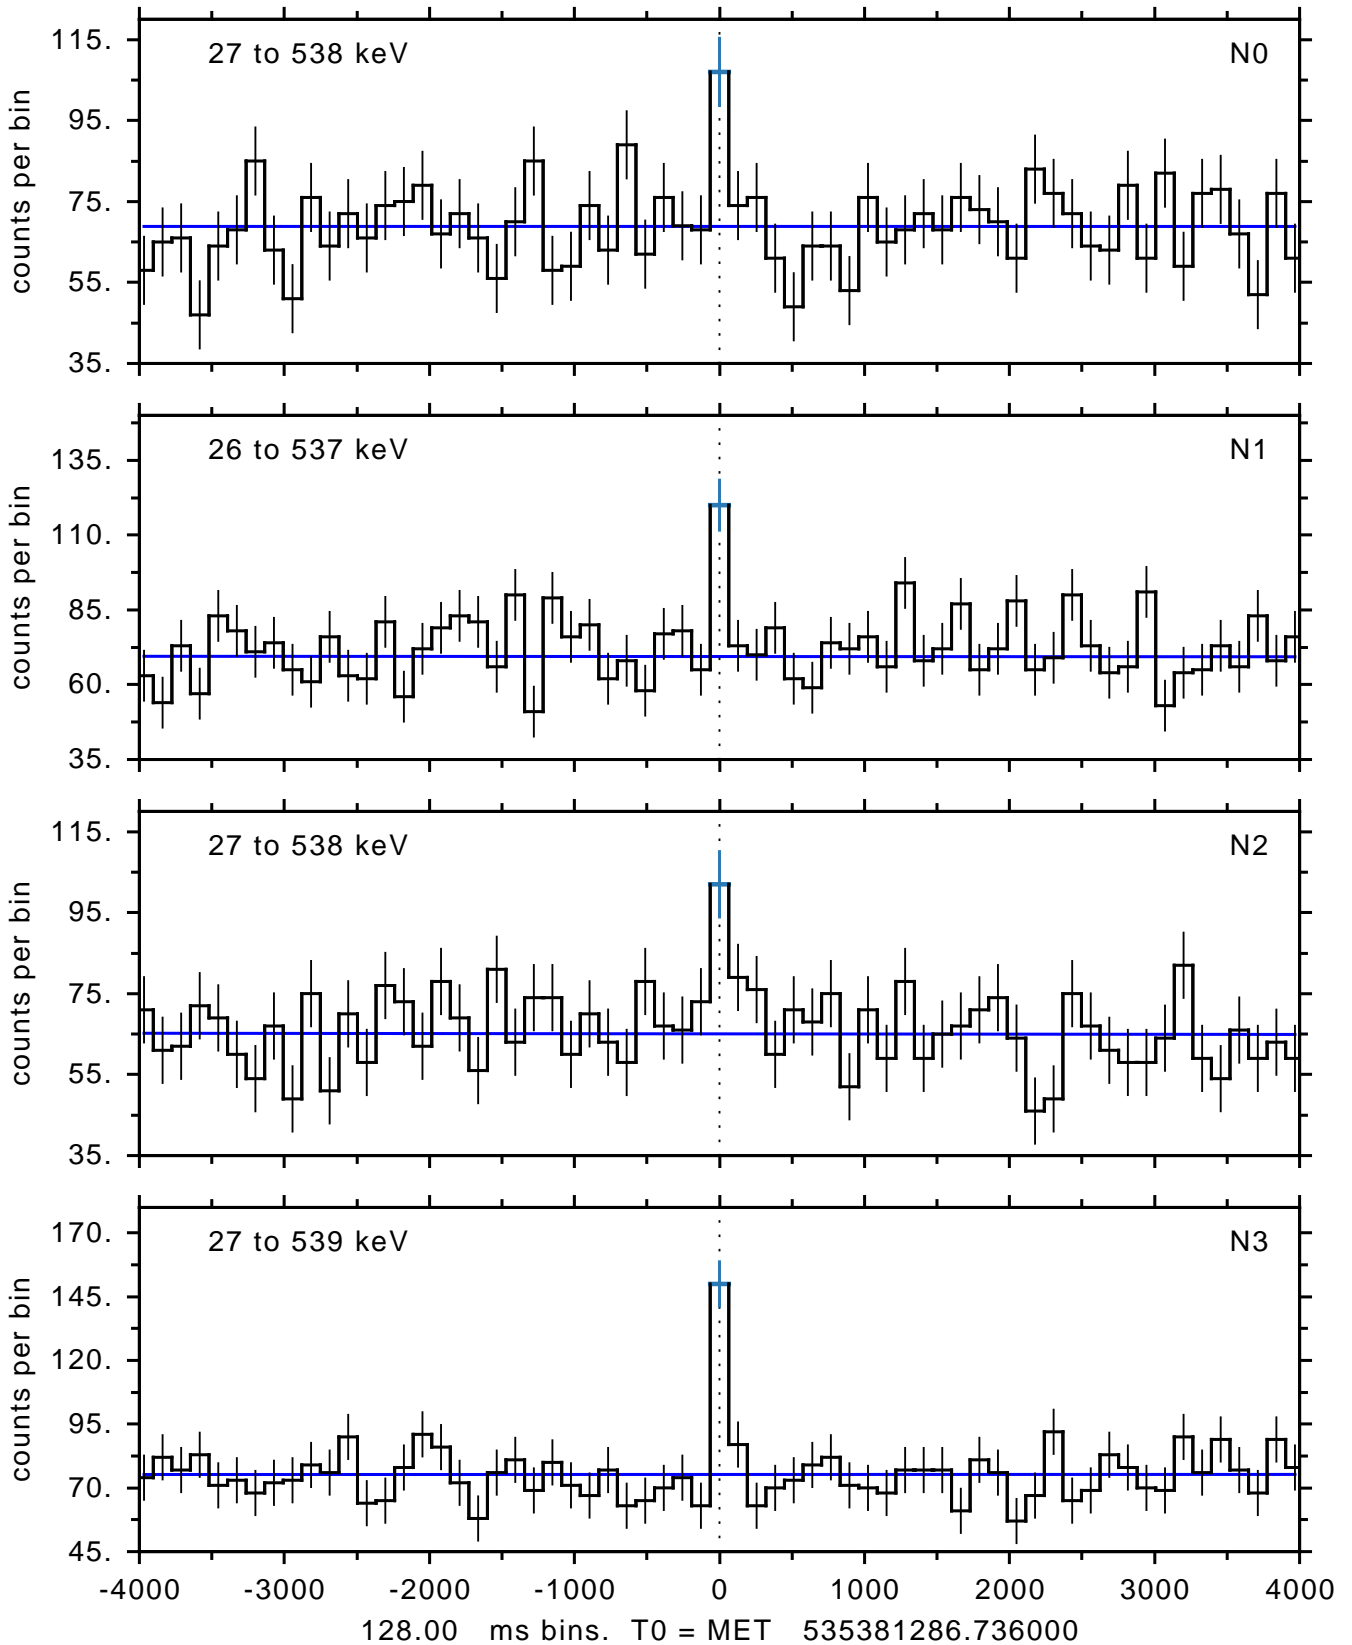 27 to 538 keV N0
115.
95.
75.
55.
35.
counts per bin
26 to 537 keV N1
135.
110.
85.
60.
35.
counts per bin
27 to 538 keV N2
115.
95.
75.
55.
35.
counts per bin
27 to 539 keV N3
170.
145.
120.
95.
70.
45.
counts per bin
-4000 -3000 -2000 -1000 0 1000 2000 3000 4000
128.00 ms bins. T0 = MET 535381286.736000